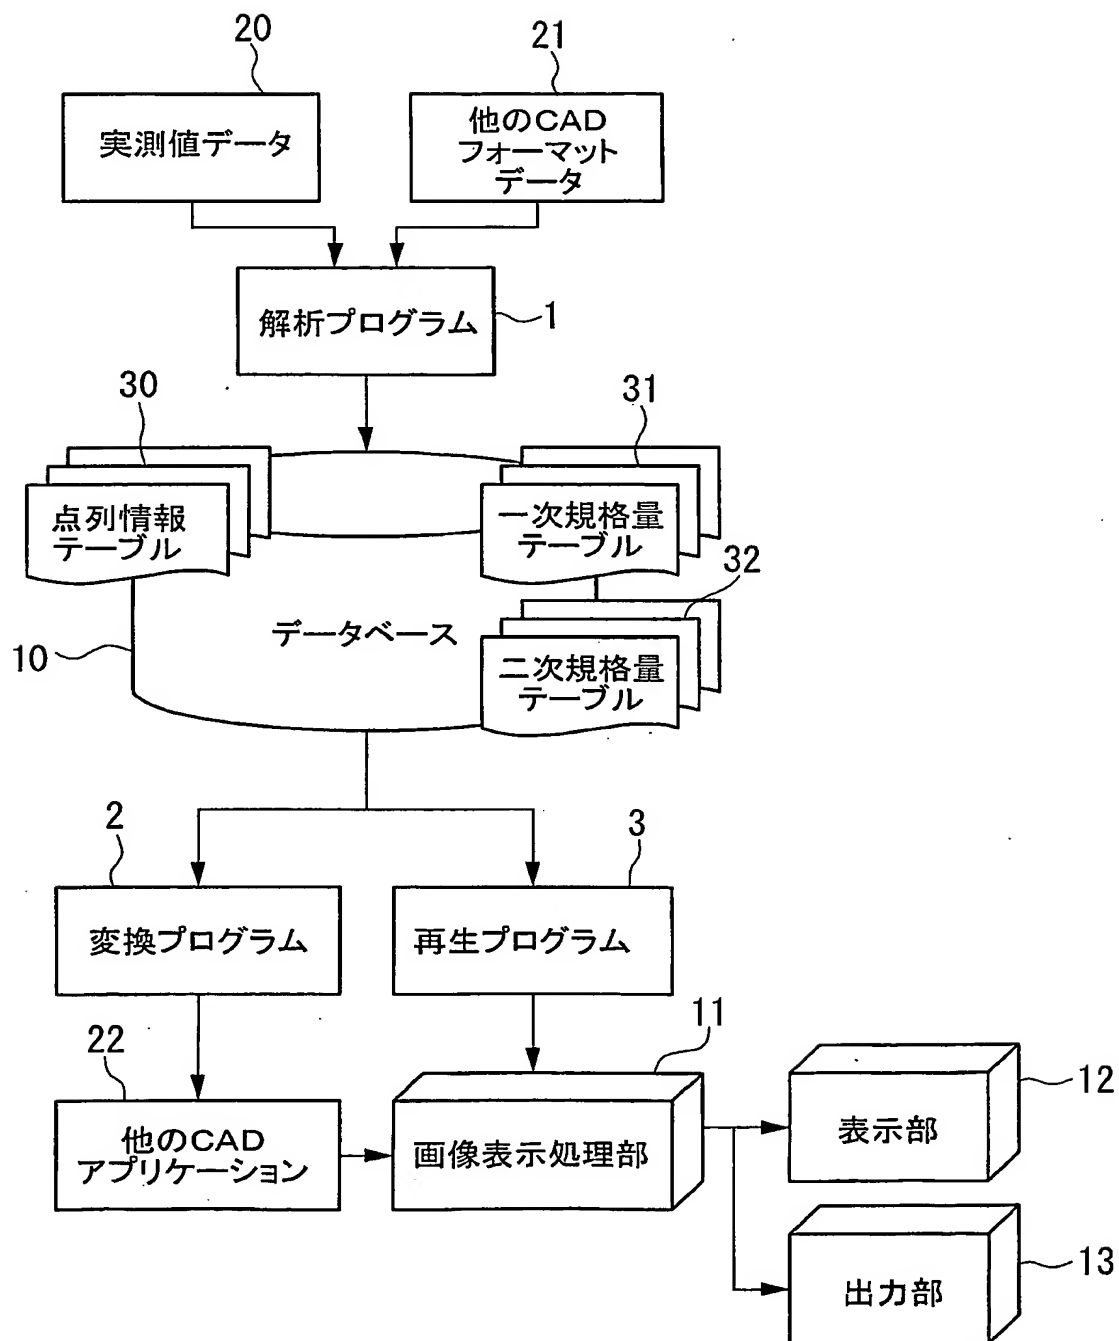 20
21
実測値データ
他のCAD
フォーマット
データ
解析プログラム
1
30
31
点列情報
テーブル
一次規格量
テーブル
32
データベース
10
二次規格量
テーブル
2
3
変換プログラム
再生プログラム
11
22
12
他のCAD
アプリケーション
画像表示処理部
表示部
13
出力部